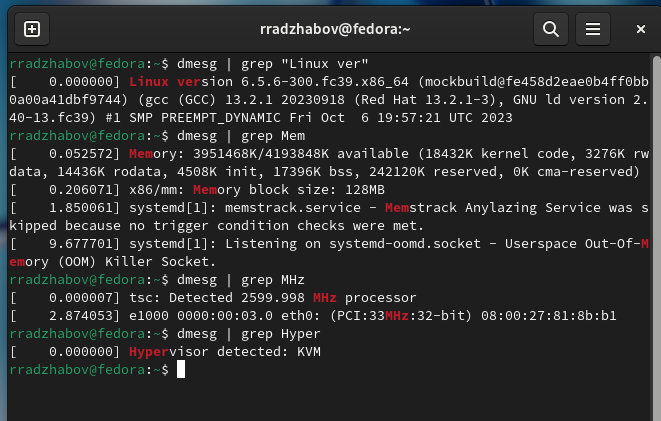 rradzhabov@fedora:~
rradzhabov@fedora:~$ dmesg | grep "Linux ver"
[    0.000000] Linux version 6.5.6-300.fc39.x86_64 (mockbuild@fe458d2eae0b4ff0bb
0a00a41dbf9744) (gcc (GCC) 13.2.1 20230918 (Red Hat 13.2.1-3), GNU ld version 2.
40-13.fc39) #1 SMP PREEMPT_DYNAMIC Fri Oct  6 19:57:21 UTC 2023
rradzhabov@fedora:~$ dmesg | grep Mem
[    0.052572] Memory: 3951468K/4193848K available (18432K kernel code, 3276K rw
data, 14436K rodata, 4508K init, 17396K bss, 242120K reserved, 0K cma-reserved)
[    0.206071] x86/mm: Memory block size: 128MB
[    1.850061] systemd[1]: memstrack.service - Memstrack Anylazing Service was s
kipped because no trigger condition checks were met.
[    9.677701] systemd[1]: Listening on systemd-oomd.socket - Userspace Out-Of-M
emory (OOM) Killer Socket.
rradzhabov@fedora:~$ dmesg | grep MHz
[    0.000007] tsc: Detected 2599.998 MHz processor
[    2.874053] e1000 0000:00:03.0 eth0: (PCI:33MHz:32-bit) 08:00:27:81:8b:b1
rradzhabov@fedora:~$ dmesg | grep Hyper
[    0.000000] Hypervisor detected: KVM
rradzhabov@fedora:~$